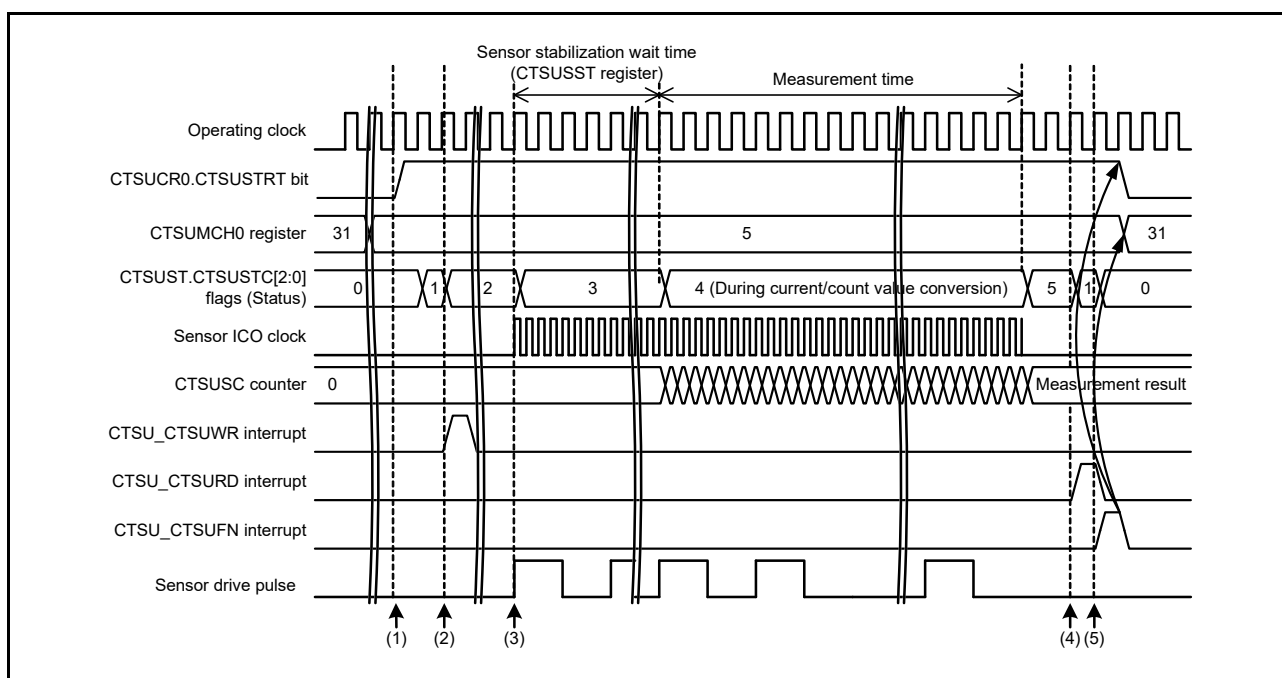 Sensor stabilization wait time
(CTSUSST register)
Measurement time
Operating clock
CTSUCR0.CTSUSTRT bit
CTSUMCH0 register
31
5
31
CTSUST.CTSUSTC[2:0]
flags (Status)
0
1
2
3
4 (During current/count value conversion)
5
1
0
Sensor ICO clock
CTSUSC counter
0
Measurement result
CTSU_CTSUWR interrupt
CTSU_CTSURD interrupt
CTSU_CTSUFN interrupt
Sensor drive pulse
(1)
(2)
(3)
(4)
(5)